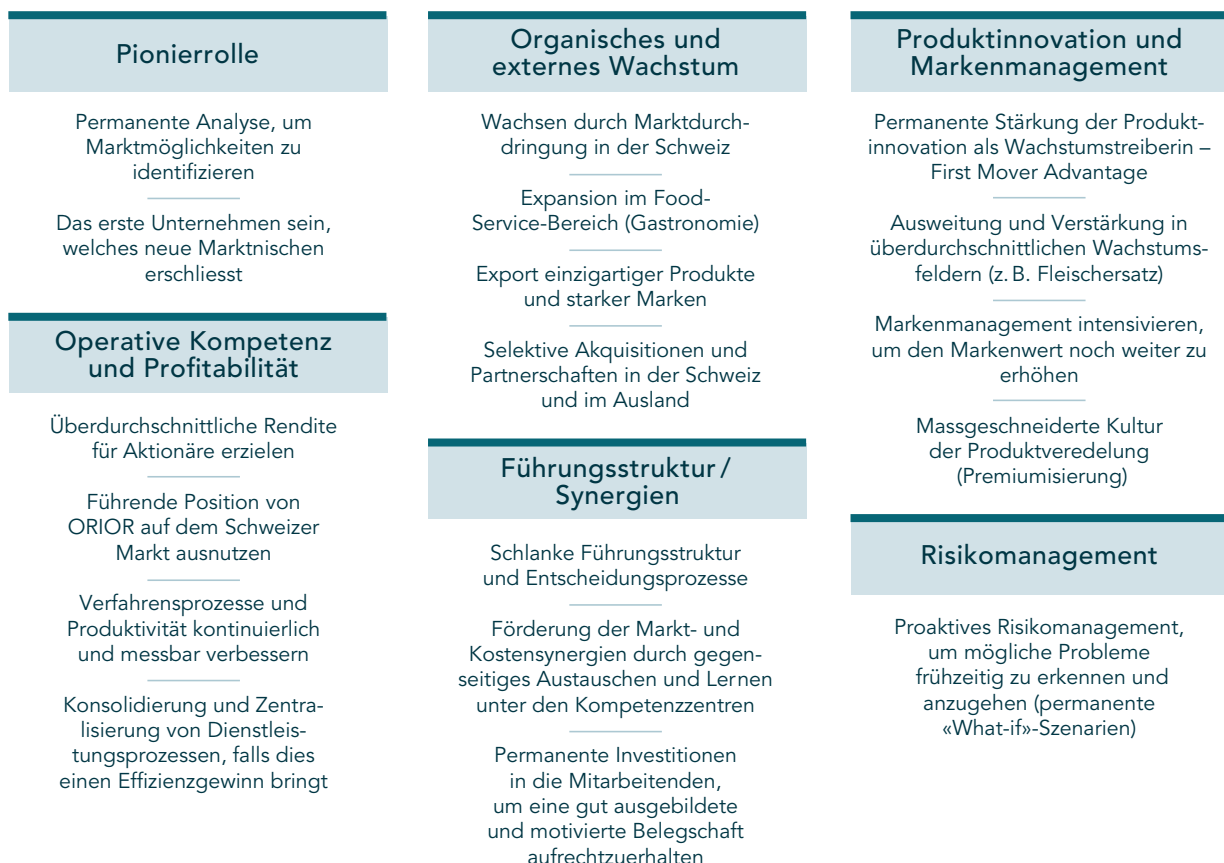 Pionierrolle
Permanente Analyse, um
Marktmöglichkeiten zu
identifizieren
Das erste Unternehmen sein,
welches neue Marktnischen
erschliesst
Operative Kompetenz
und Profitabilität
Überdurchschnittliche Rendite
für Aktionäre erzielen
Führende Position von
ORIOR auf dem Schweizer
Markt ausnutzen
Verfahrensprozesse und
Produktivität kontinuierlich
und messbar verbessern
Konsolidierung und Zentra-
lisierung von Dienstleis-
tungsprozessen, falls dies
einen Effizienzgewinn bringt
Organisches und
externes Wachstum
Wachsen durch Marktdurch-
dringung in der Schweiz
Expansion im Food-
Service-Bereich (Gastronomie)
Export einzigartiger Produkte
und starker Marken
Selektive Akquisitionen und
Partnerschaften in der Schweiz
und im Ausland
Führungsstruktur /
Synergien
Schlanke Führungsstruktur
und Entscheidungsprozesse
Förderung der Markt- und
Kostensynergien durch gegen-
seitiges Austauschen und Lernen
unter den Kompetenzzentren
Permanente Investitionen
in die Mitarbeitenden,
um eine gut ausgebildete
und motivierte Belegschaft
aufrechtzuerhalten
Produktinnovation und
Markenmanagement
Permanente Stärkung der Produkt-
innovation als Wachstumstreiberin –
First Mover Advantage
Ausweitung und Verstärkung in
überdurchschnittlichen Wachstums-
feldern (z. B. Fleischersatz)
Markenmanagement intensivieren,
um den Markenwert noch weiter zu
erhöhen
Massgeschneiderte Kultur
der Produktveredelung
(Premiumisierung)
Risikomanagement
Proaktives Risikomanagement,
um mögliche Probleme
frühzeitig zu erkennen und
anzugehen (permanente
«What-if»-Szenarien)